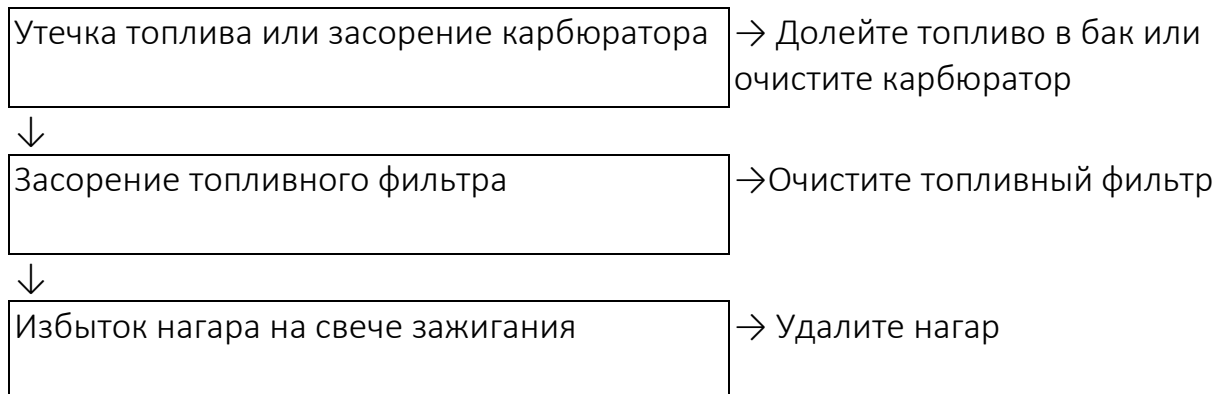 Утечка топлива или засорение карбюратора → Долейте топливо в бак или
очистите карбюратор
↓
Засорение топливного фильтра →Очистите топливный фильтр
↓
Избыток нагара на свече зажигания → Удалите нагар